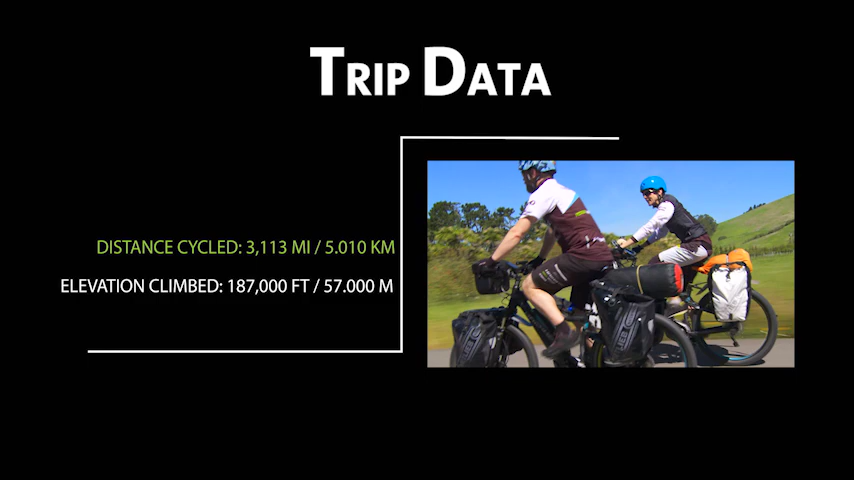 TRIP DATA
DISTANCE CYCLED: 3,113 MI / 5.010 KM
ELEVATION CLIMBED: 187,000 FT / 57.000 M